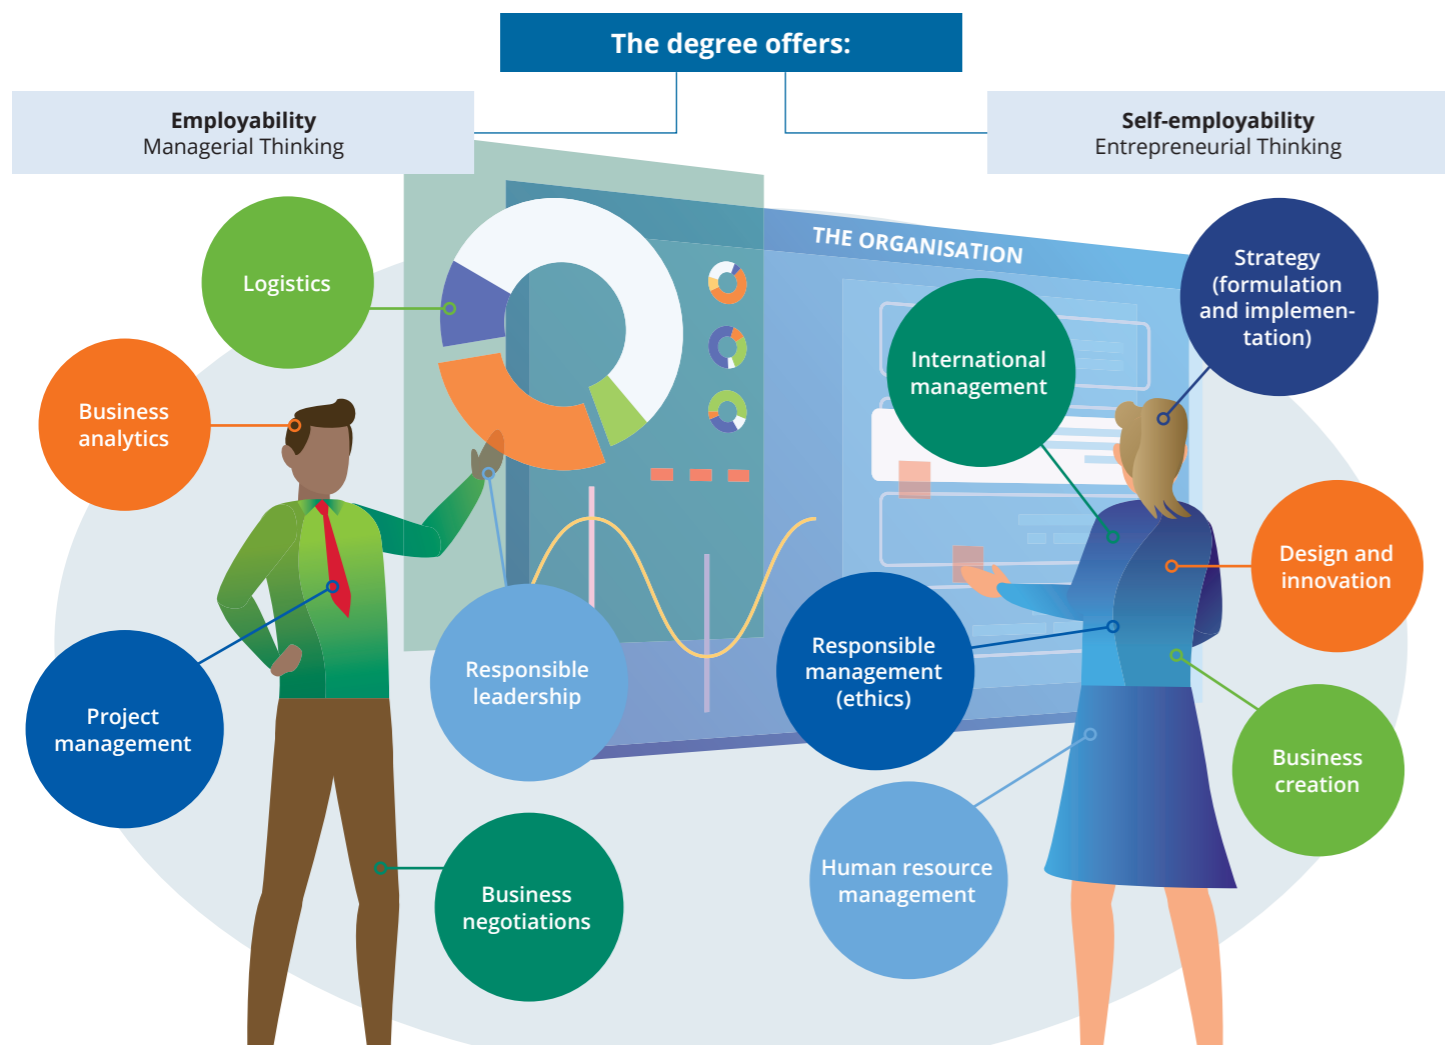 The degree offers:
Employability
Managerial Thinking
Self-employability
Entrepreneurial Thinking
THE ORGANISATION
Logistics
Business
analytics
Project
management
Responsible
leadership
Business
negotiations
Strategy
(formulation
and implemen-
tation)
International
management
Design and
innovation
Responsible
management
(ethics)
Business
creation
Human resource
management